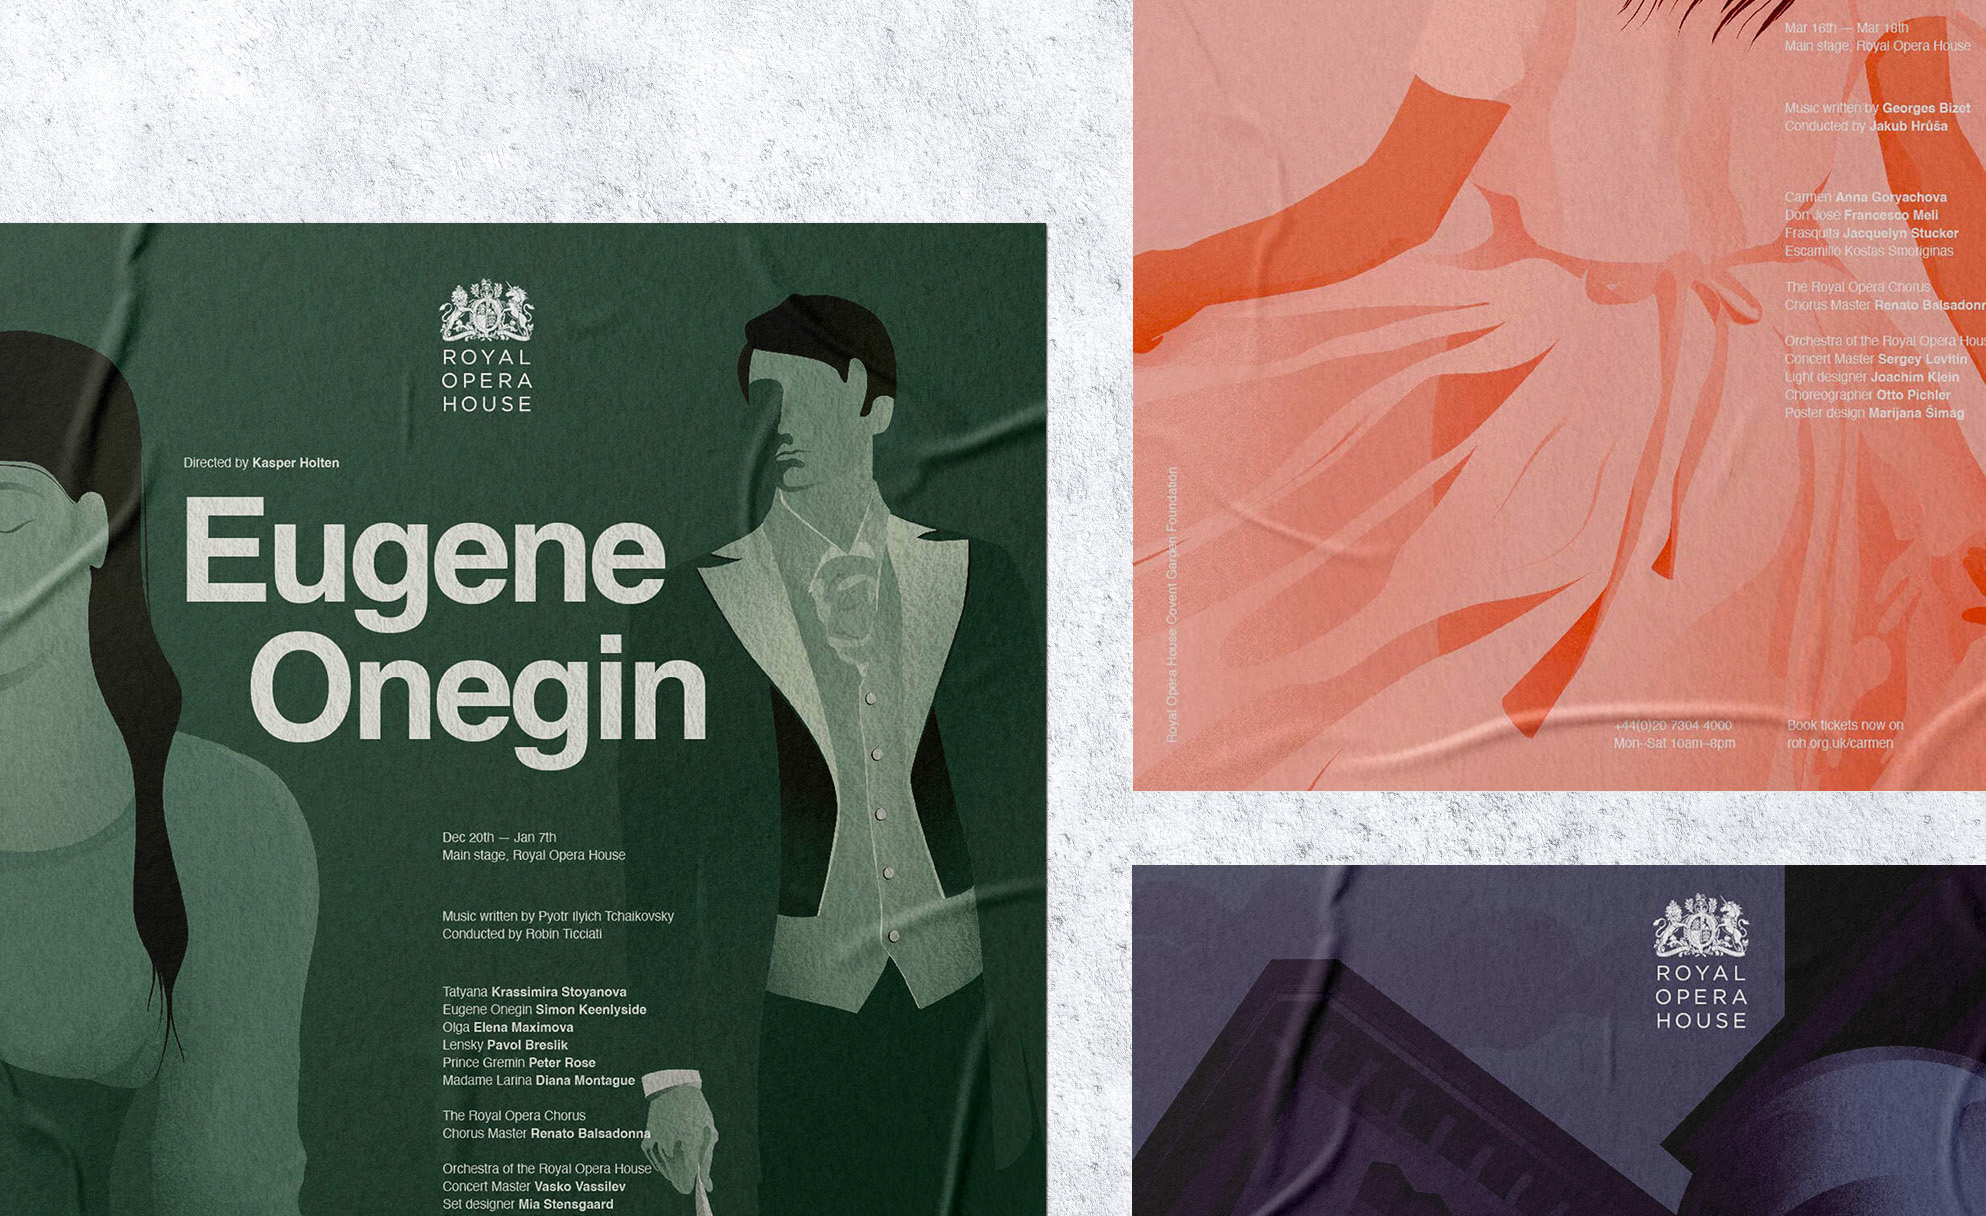 ROYAL
OPERA
HOUSE
Directed by Kasper Holten
Eugene
Onegin
Dec 20th — Jan 7th
Main stage, Royal Opera House
Music written by Pyotr Ilyich Tchaikovsky
Conducted by Robin Ticciati
Tatyana Krassimira Stoyanova
Eugene Onegin Simon Keenlyside
Olga Elena Maximova
Lensky Pavol Breslik
Prince Gremin Peter Rose
Madame Larina Diana Montague
The Royal Opera Chorus
Chorus Master Renato Balsadonna
Orchestra of the Royal Opera House
Concert Master Vasko Vassilev
Set designer Mia Stensgaard
Mar 16th — Mar 18th
Main stage, Royal Opera House
Music written by Georges Bizet
Conducted by Jakub Hrůša
Carmen Anna Goryachova
Don José Francesco Meli
Frasquita Jacquelyn Stucker
Escamillo Kostas Smoriginas
The Royal Opera Chorus
Chorus Master Renato Balsadonn
Orchestra of the Royal Opera Hous
Concert Master Sergey Levitin
Light designer Joachim Klein
Choreographer Otto Pichler
Poster design Marijana Šimag
Royal Opera House Covent Garden Foundation
+44(0)20 7304 4000
Mon–Sat 10am–8pm
Book tickets now on
roh.org.uk/carmen
ROYAL
OPERA
HOUSE